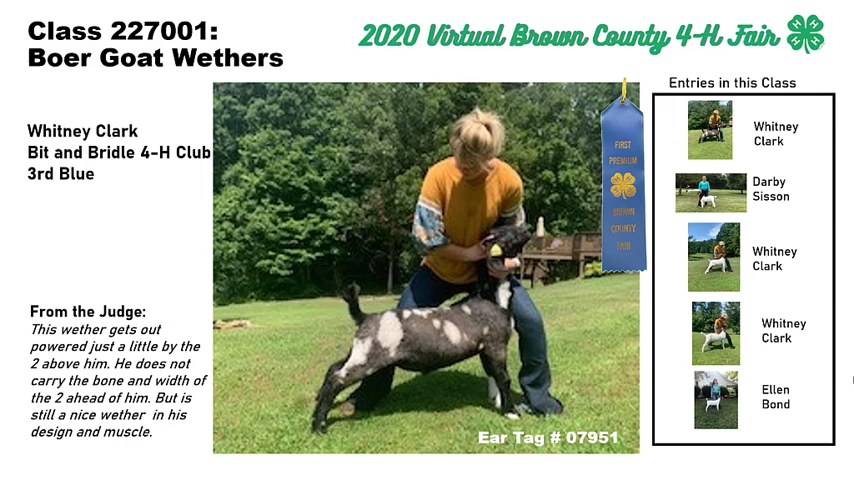 Class 227001:
Boer Goat Wethers
2020 Virtual Brown County 4-H Fair
H H H H
Whitney Clark
Bit and Bridle 4-H Club
3rd Blue
From the Judge:
This wether gets out
powered just a little by the
2 above him. He does not
carry the bone and width of
the 2 ahead of him. But is
still a nice wether in his
design and muscle.
FIRST
PREMIUM
BROWN
COUNTY
FAIR
Ear Tag # 07951
Entries in this Class
Whitney
Clark
Darby
Sisson
Whitney
Clark
Whitney
Clark
Ellen
Bond